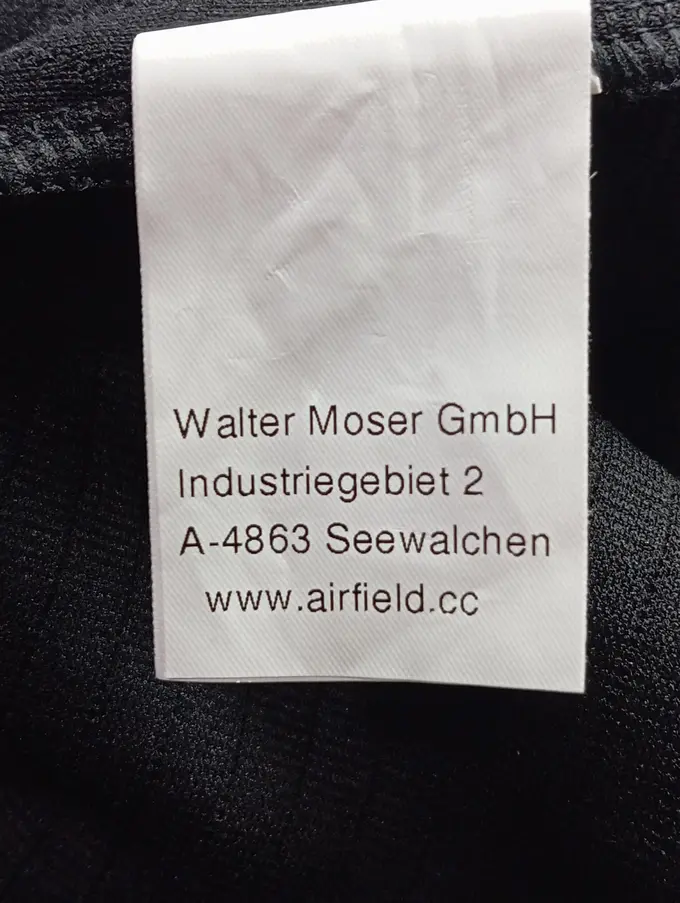 Walter Moser GmbH
Industriegebiet 2
A-4863 Seewalchen
www.airfield.cc